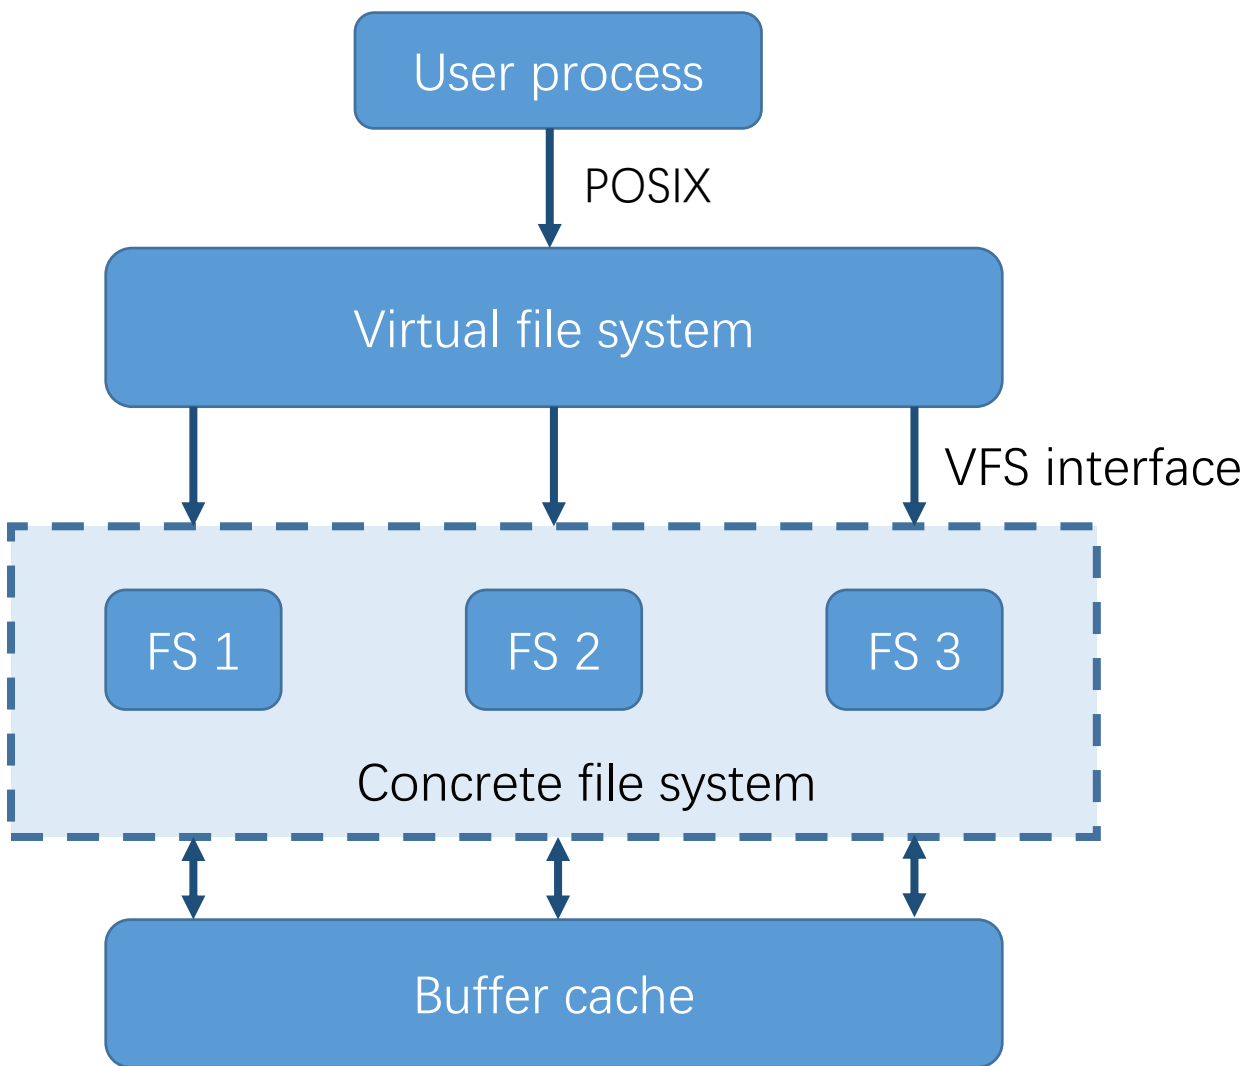 User process
POSIX
Virtual file system
VFS interface
FS 1
FS 2
FS 3
Concrete file system
Buffer cache